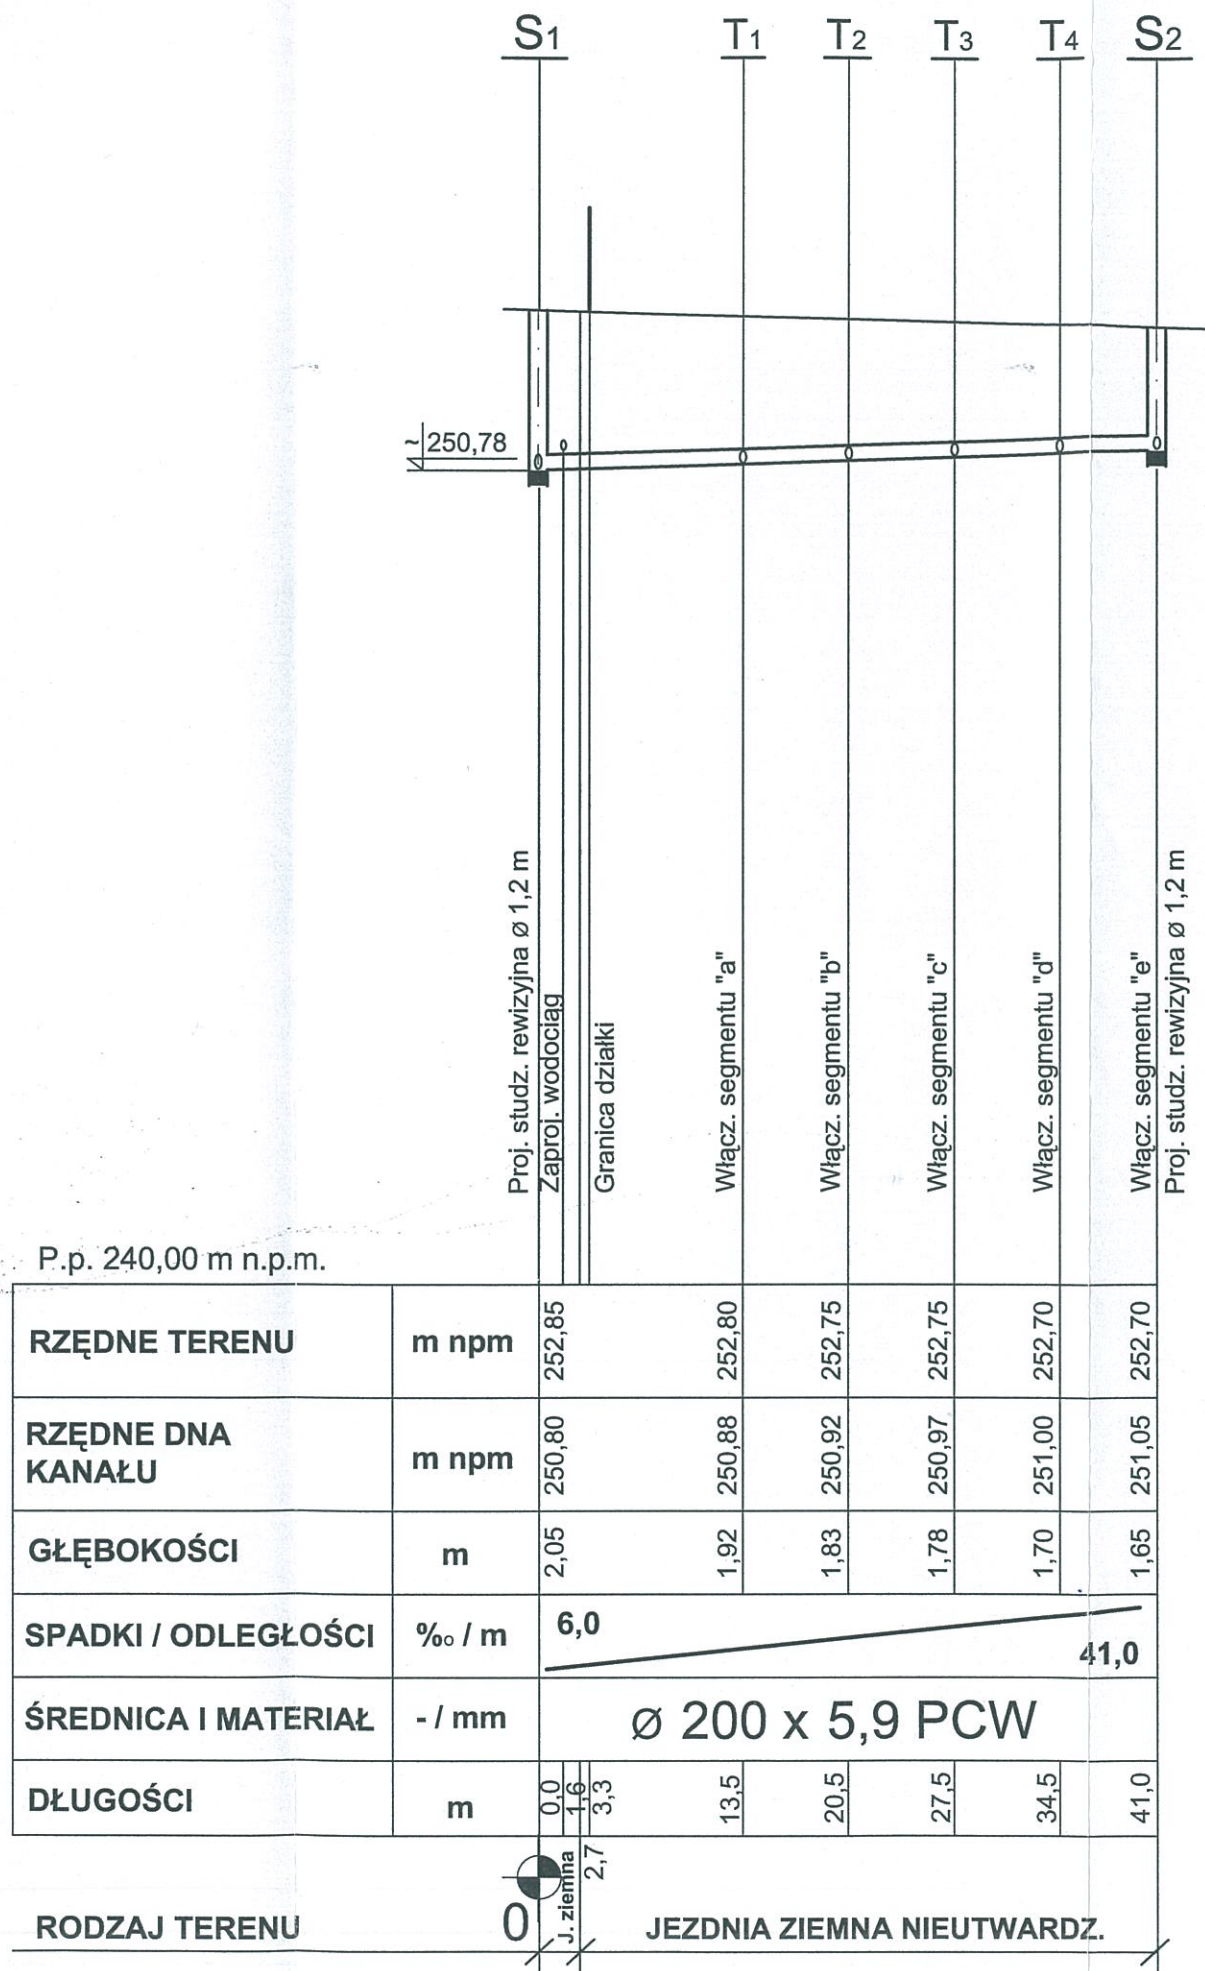 S1 T1 T2 T3 T4 S2
~250,78
Proj. studz. rewizyjna ø 1,2 m
Zaproj. wodociąg
Granica działki
Włącz. segmentu "a"
Włącz. segmentu "b"
Włącz. segmentu "c"
Włącz. segmentu "d"
Włącz. segmentu "e"
Proj. studz. rewizyjna ø 1,2 m
P.p. 240,00 m n.p.m.
RZĘDNE TERENU m npm 252,85 252,80 252,75 252,75 252,70 252,70
RZĘDNE DNA
KANAŁU m npm 250,80 250,88 250,92 250,97 251,00 251,05
GŁĘBOKOŚCI m 2,05 1,92 1,83 1,78 1,70 1,65
SPADKI / ODLEGŁOŚCI ‰ / m 6,0 41,0
ŚREDNICA I MATERIAŁ - / mm ø 200 x 5,9 PCW
DŁUGOŚCI m 0,0 1,6 3,3 13,5 20,5 27,5 34,5 41,0
2,7
RODZAJ TERENU 0 J. ziemna JEZDNIA ZIEMNA NIEUTWARDZ.